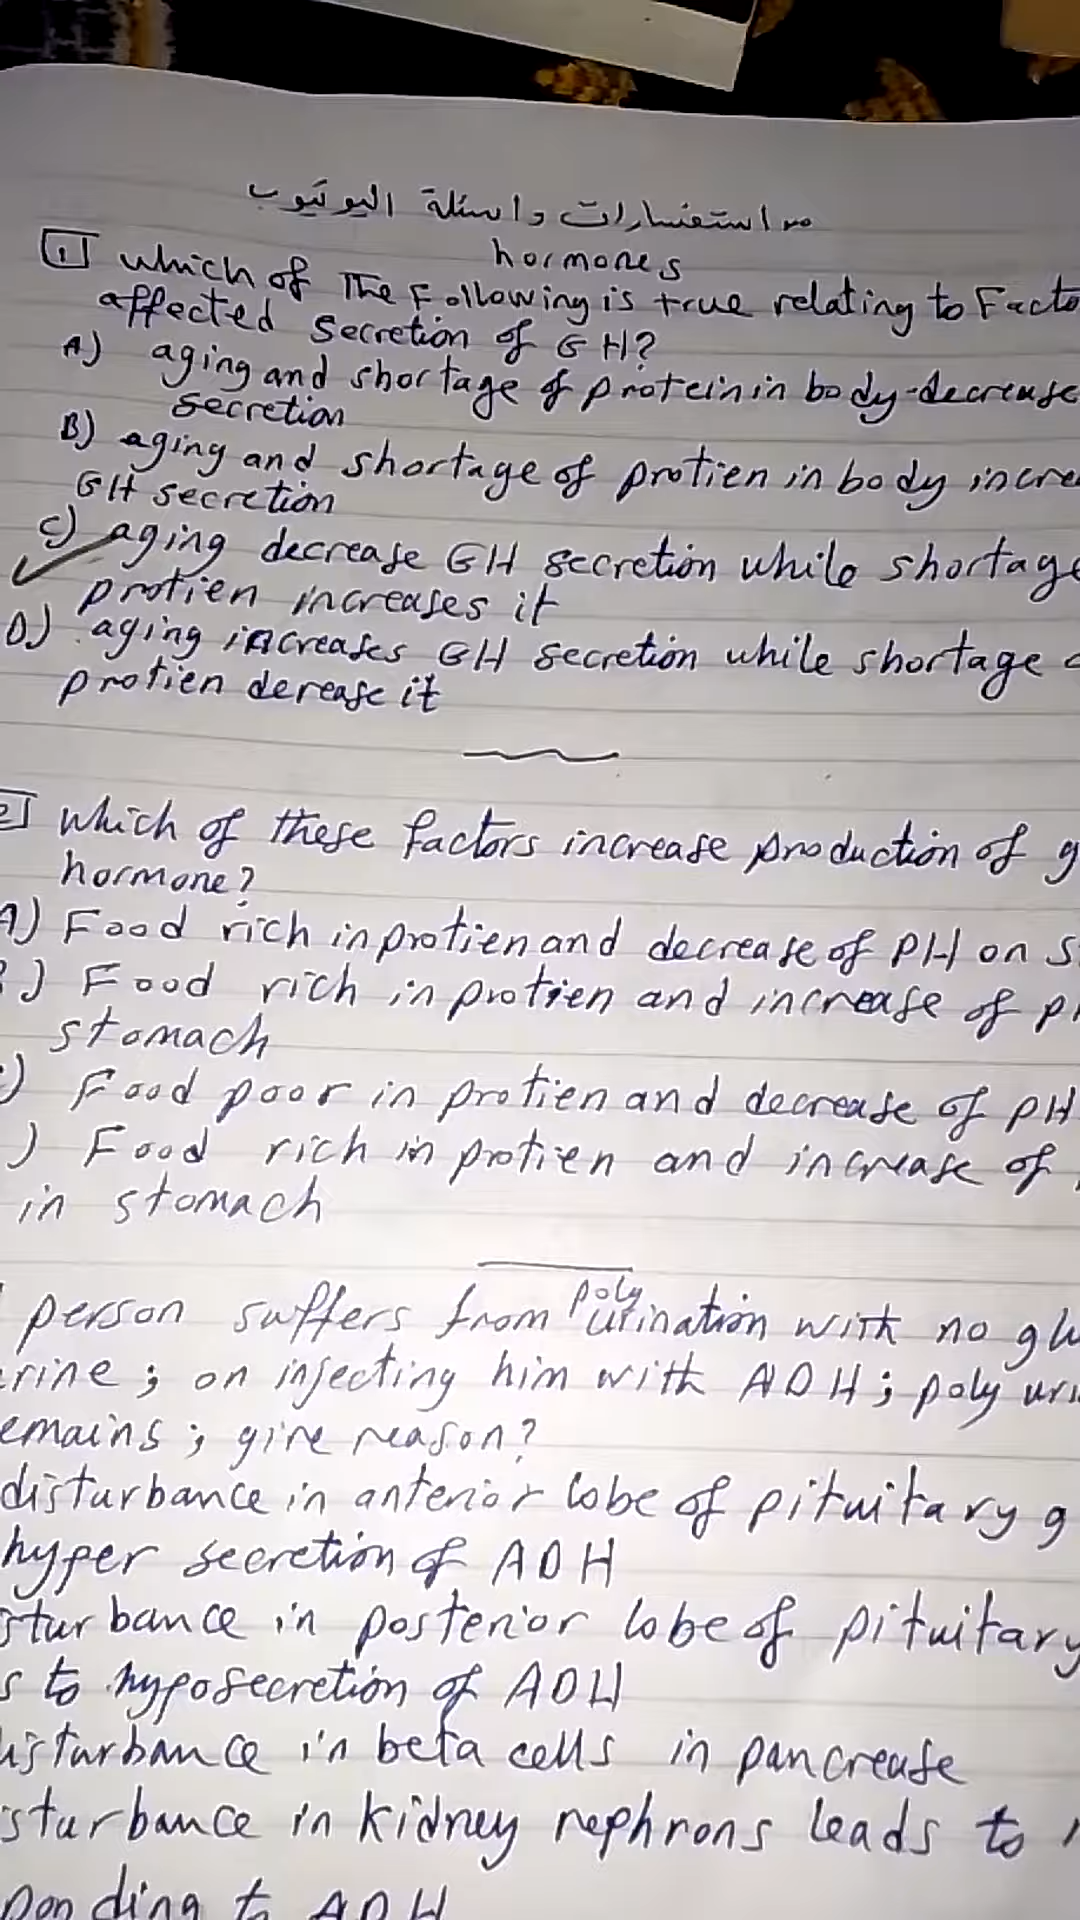 استفسارات واسئلة اليوتيوب
hormones
1 which of The Following is true relating to Facto
affected secretion of GH?
A) aging and shortage of protein in body-decrease
secretion
B) aging and shortage of protien in body incre
GH secretion
C) aging decrease GH secretion while shortage
protien increases it
D) aging increases GH secretion while shortage
protien derease it
2 which of these factors increase production of g
hormone?
A) Food rich in protien and decrease of PH on s
B) Food rich in protien and increase of p
stomach
) Food poor in protien and decrease of PH
) Food rich in protien and increase of
in stomach
person suffers from poly urination with no glu
rine ; on injecting him with ADH ; poly uri
emains ; give reason?
disturbance in anterior lobe of pituitary g
hyper secretion of ADH
sturbance in posterior lobe of pituitary
s to hyposecretion of ADH
isturbance in beta cells in pancrease
sturbance in kidney nephrons leads to
ponding to ADH